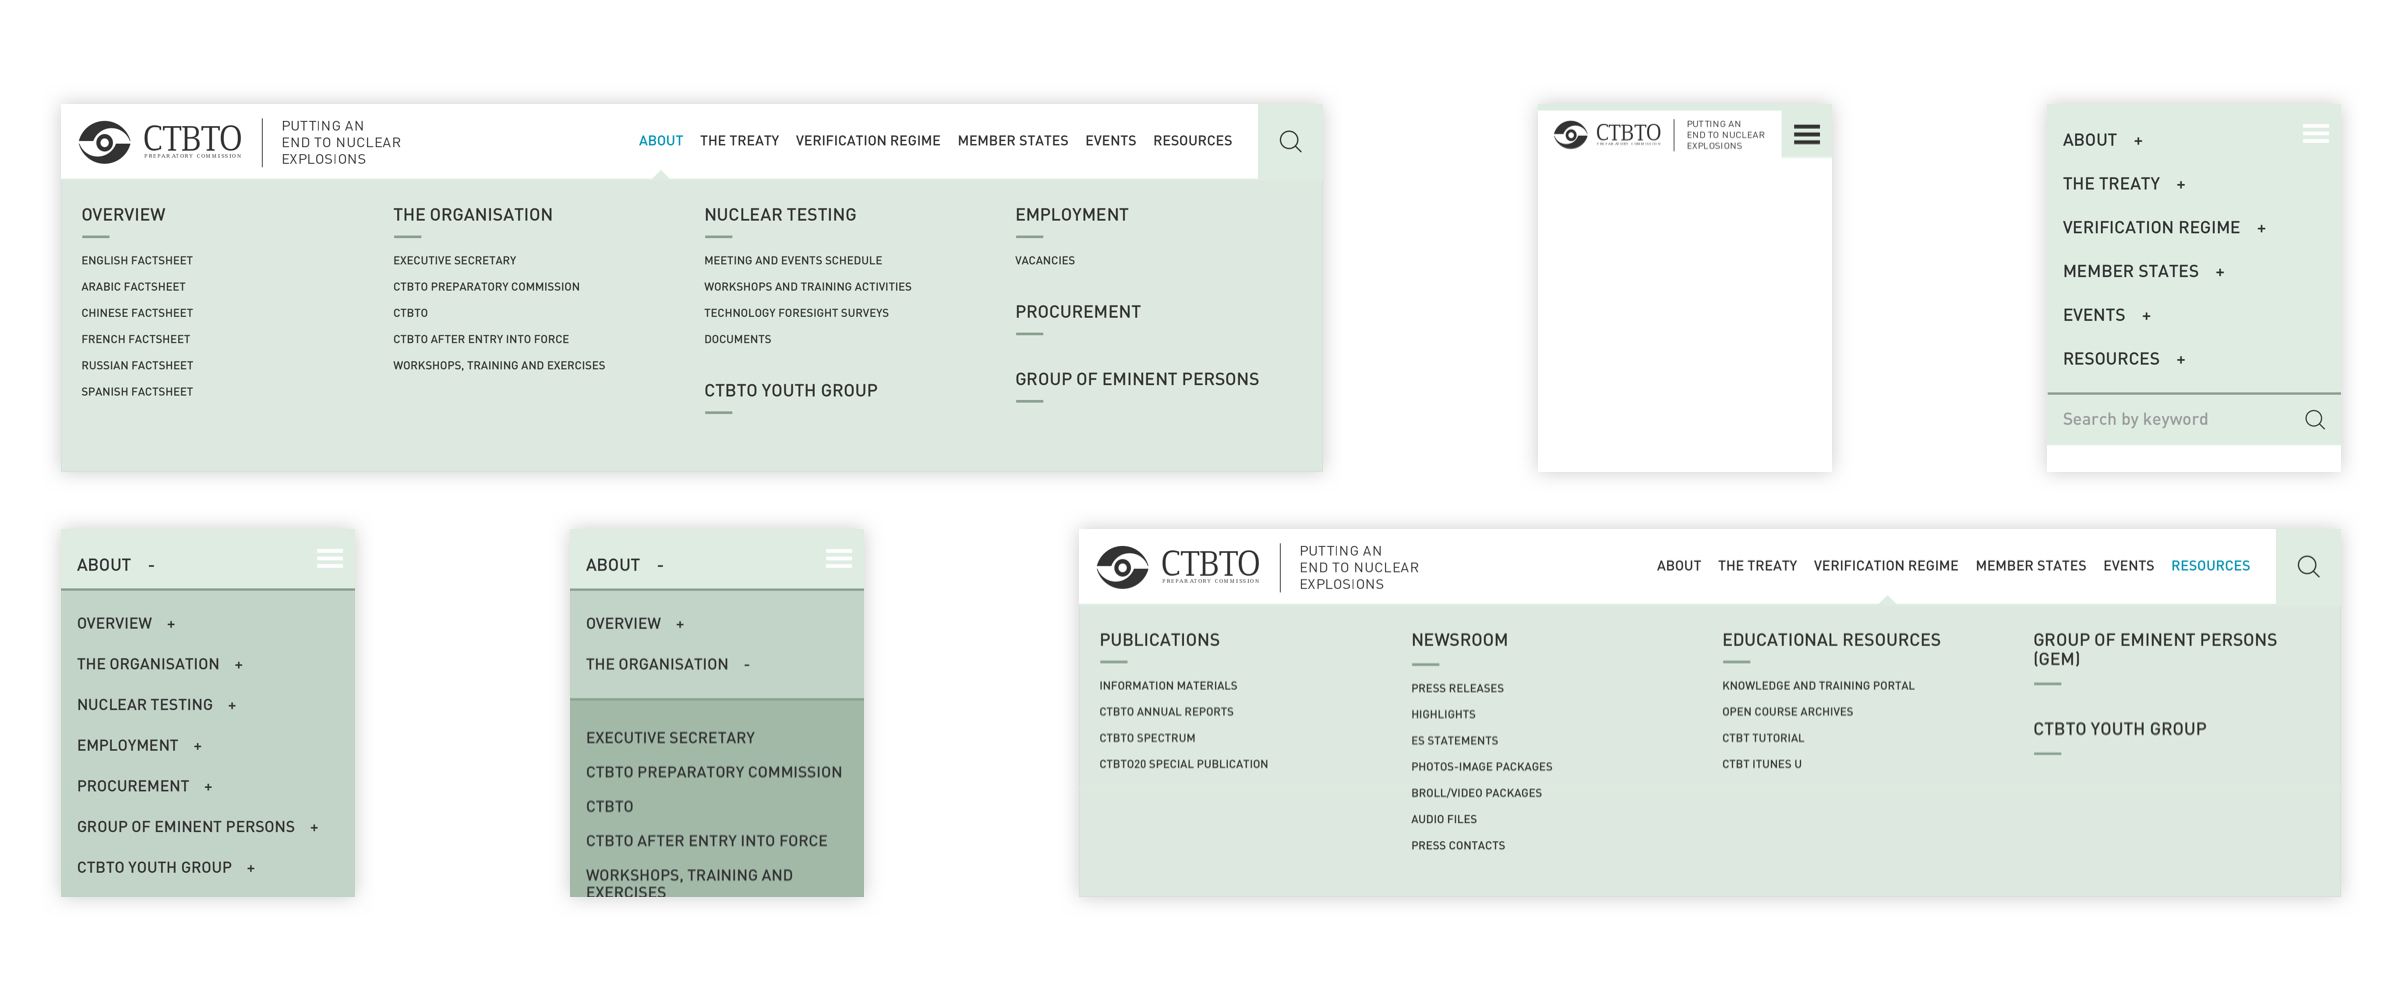 CTBTO
PREPARATORY COMMISSION
PUTTING AN
END TO NUCLEAR
EXPLOSIONS
ABOUT THE TREATY VERIFICATION REGIME MEMBER STATES EVENTS RESOURCES
OVERVIEW
ENGLISH FACTSHEET
ARABIC FACTSHEET
CHINESE FACTSHEET
FRENCH FACTSHEET
RUSSIAN FACTSHEET
SPANISH FACTSHEET
THE ORGANISATION
EXECUTIVE SECRETARY
CTBTO PREPARATORY COMMISSION
CTBTO
CTBTO AFTER ENTRY INTO FORCE
WORKSHOPS, TRAINING AND EXERCISES
NUCLEAR TESTING
MEETING AND EVENTS SCHEDULE
WORKSHOPS AND TRAINING ACTIVITIES
TECHNOLOGY FORESIGHT SURVEYS
DOCUMENTS
CTBTO YOUTH GROUP
EMPLOYMENT
VACANCIES
PROCUREMENT
GROUP OF EMINENT PERSONS
CTBTO
PREPARATORY COMMISSION
PUTTING AN
END TO NUCLEAR
EXPLOSIONS
ABOUT +
THE TREATY +
VERIFICATION REGIME +
MEMBER STATES +
EVENTS +
RESOURCES +
Search by keyword
ABOUT -
OVERVIEW +
THE ORGANISATION +
NUCLEAR TESTING +
EMPLOYMENT +
PROCUREMENT +
GROUP OF EMINENT PERSONS +
CTBTO YOUTH GROUP +
ABOUT -
OVERVIEW +
THE ORGANISATION -
EXECUTIVE SECRETARY
CTBTO PREPARATORY COMMISSION
CTBTO
CTBTO AFTER ENTRY INTO FORCE
WORKSHOPS, TRAINING AND
EXERCISES
CTBTO
PREPARATORY COMMISSION
PUTTING AN
END TO NUCLEAR
EXPLOSIONS
ABOUT THE TREATY VERIFICATION REGIME MEMBER STATES EVENTS RESOURCES
PUBLICATIONS
INFORMATION MATERIALS
CTBTO ANNUAL REPORTS
CTBTO SPECTRUM
CTBTO20 SPECIAL PUBLICATION
NEWSROOM
PRESS RELEASES
HIGHLIGHTS
ES STATEMENTS
PHOTOS-IMAGE PACKAGES
BROLL/VIDEO PACKAGES
AUDIO FILES
PRESS CONTACTS
EDUCATIONAL RESOURCES
KNOWLEDGE AND TRAINING PORTAL
OPEN COURSE ARCHIVES
CTBT TUTORIAL
CTBT ITUNES U
GROUP OF EMINENT PERSONS
(GEM)
CTBTO YOUTH GROUP